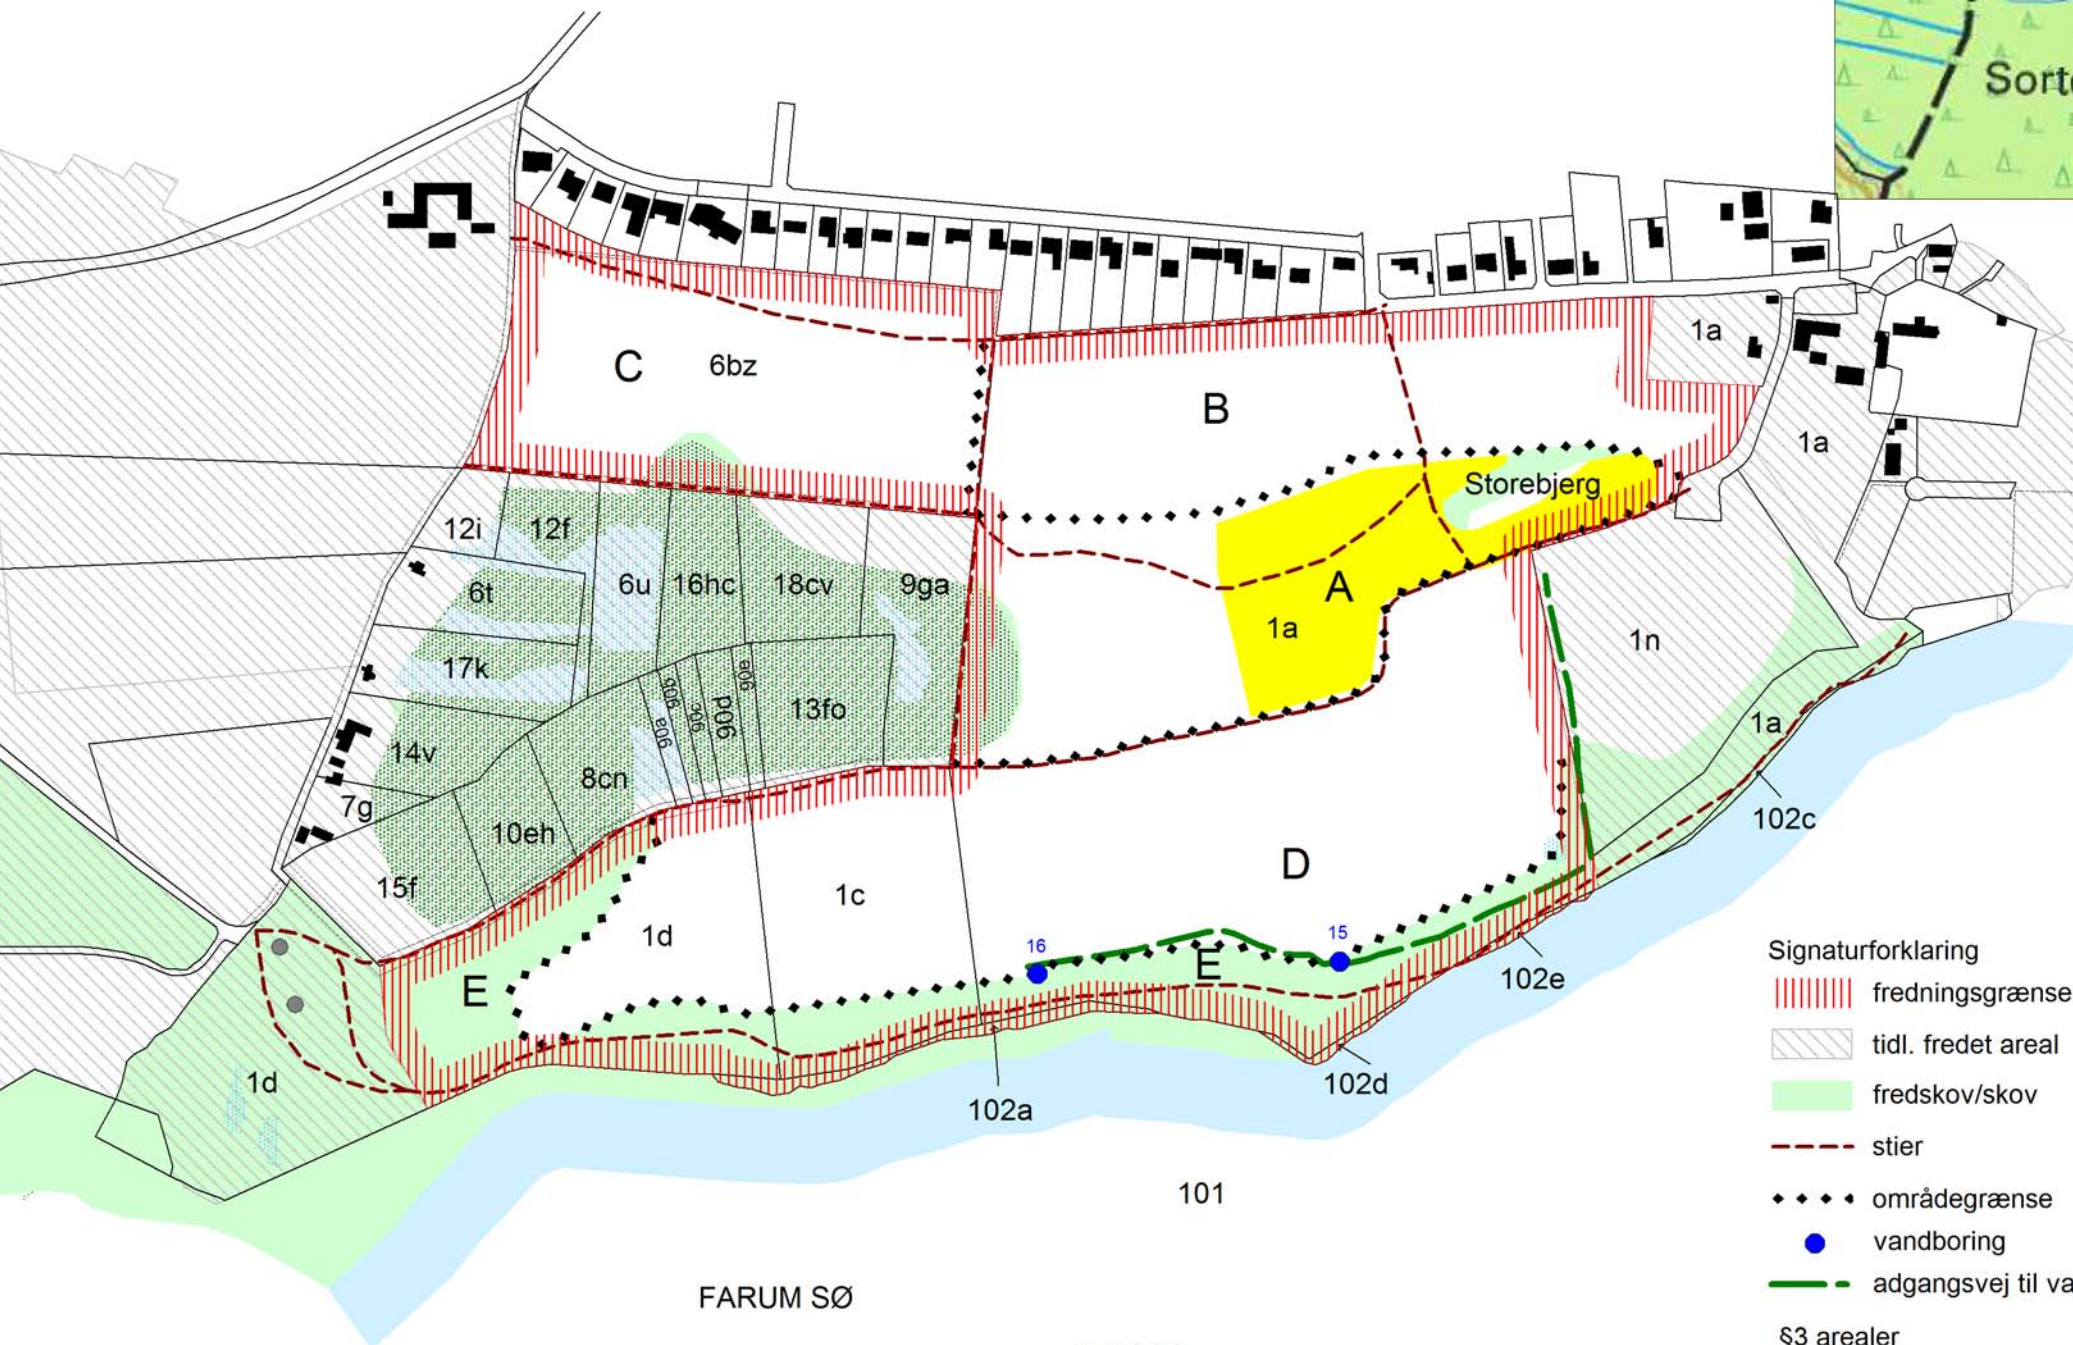 Sort
1a
C
6bz
B
1a
Storebjerg
12i
12f
6t
6u
16hc
18cv
9ga
A
1a
1n
17k
90e
90b
90c
90d
90a
13fo
1a
14v
8cn
7g
10eh
102c
15f
1c
D
1d
16
15
E
E
102e
1d
102a
102d
101
FARUM SØ
Signaturforklaring
fredningsgrænse
tidl. fredet areal
fredskov/skov
stier
områdegrænse
vandboring
adgangsvej til va
§3 arealer